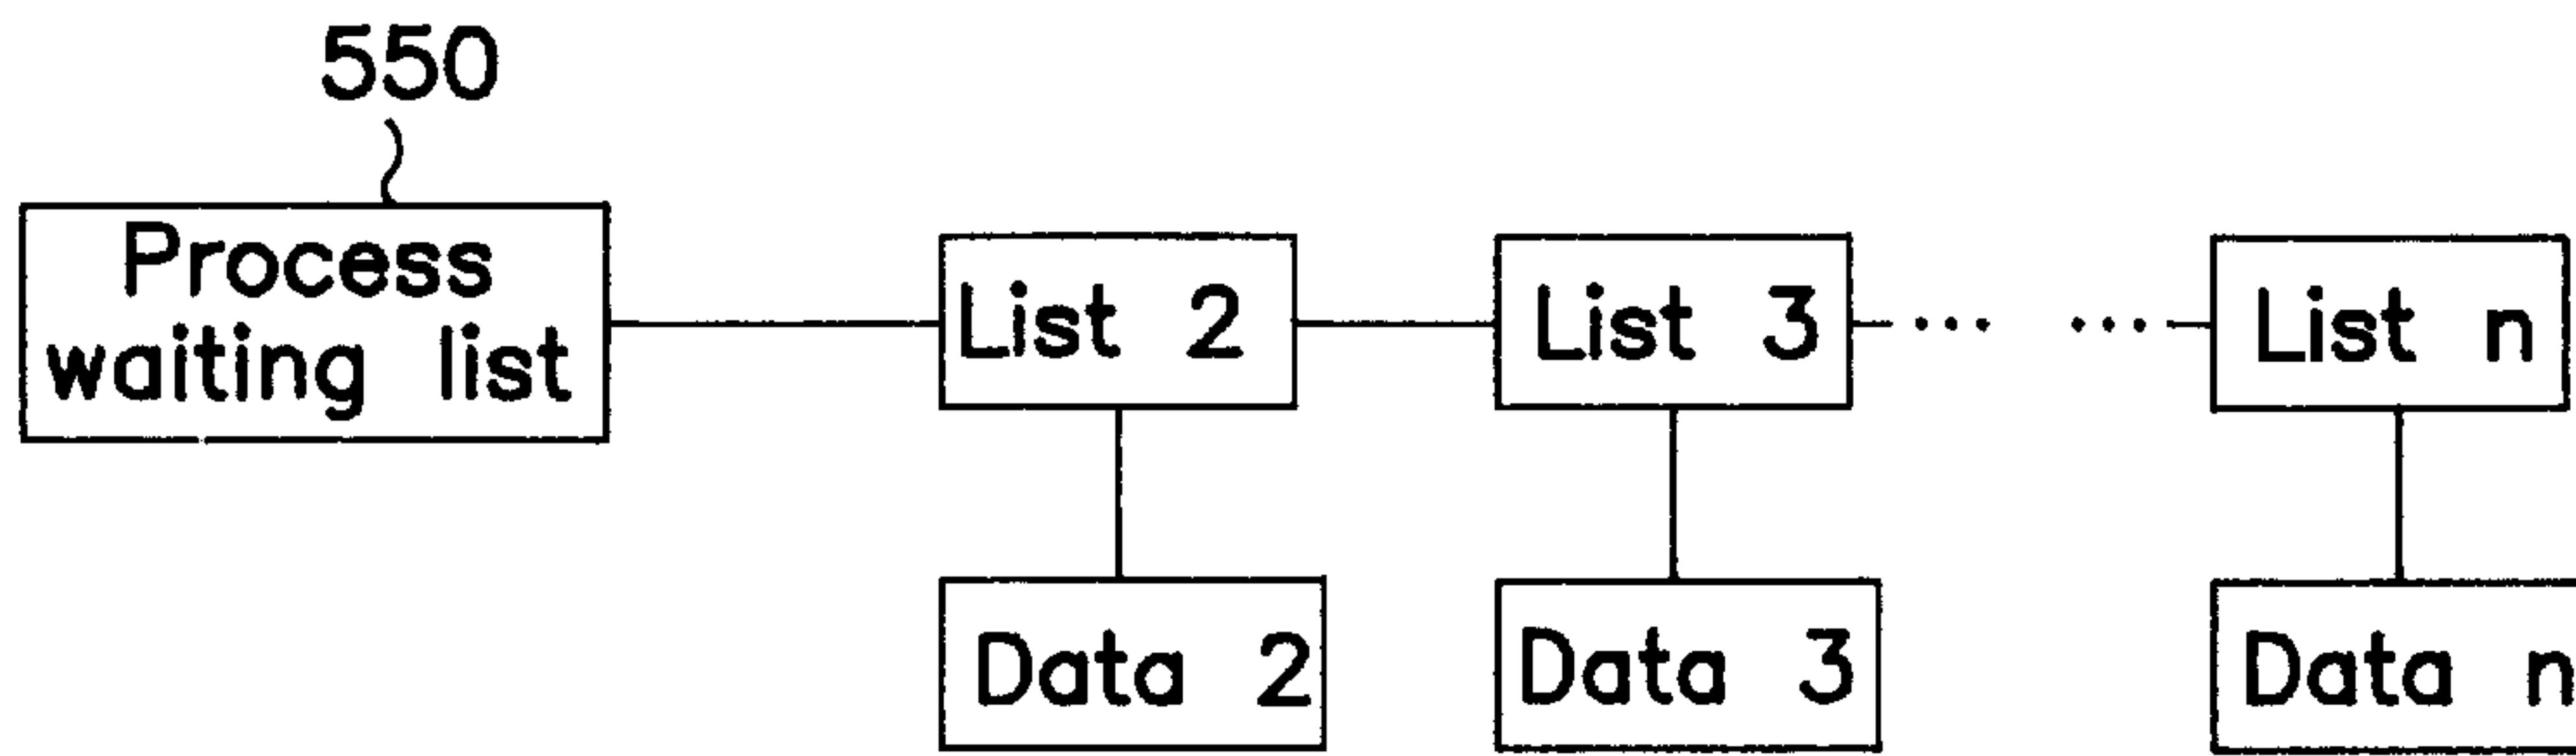 550
Process
waiting list
List 2
List 3
List n
Data 2
Data 3
Data n